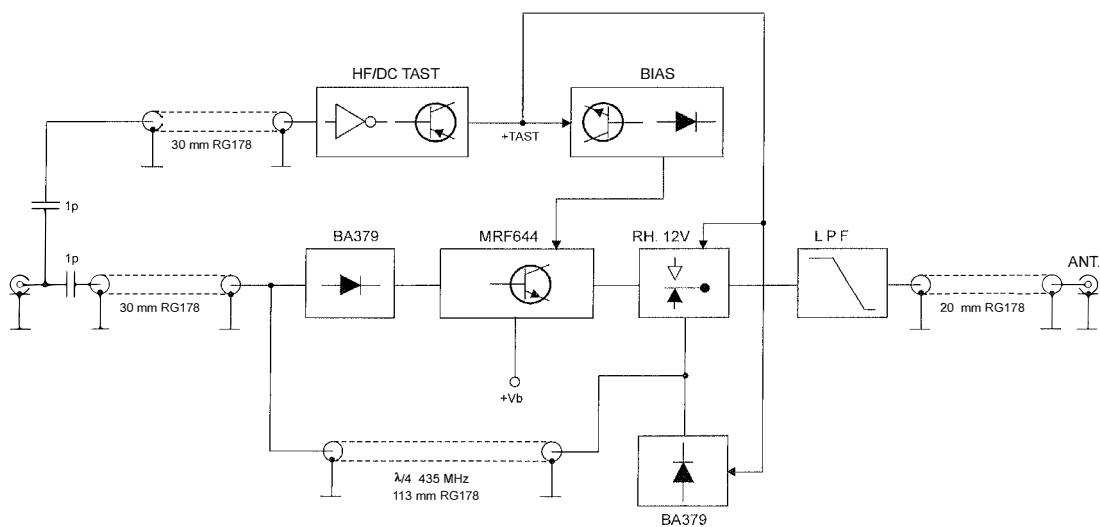 HF/DC TAST
BIAS
+TAST
30 mm RG178
1p
BA379
MRF644
RH. 12V
L P F
ANT.
1p
30 mm RG178
20 mm RG178
+Vb
λ/4 435 MHz
113 mm RG178
BA379